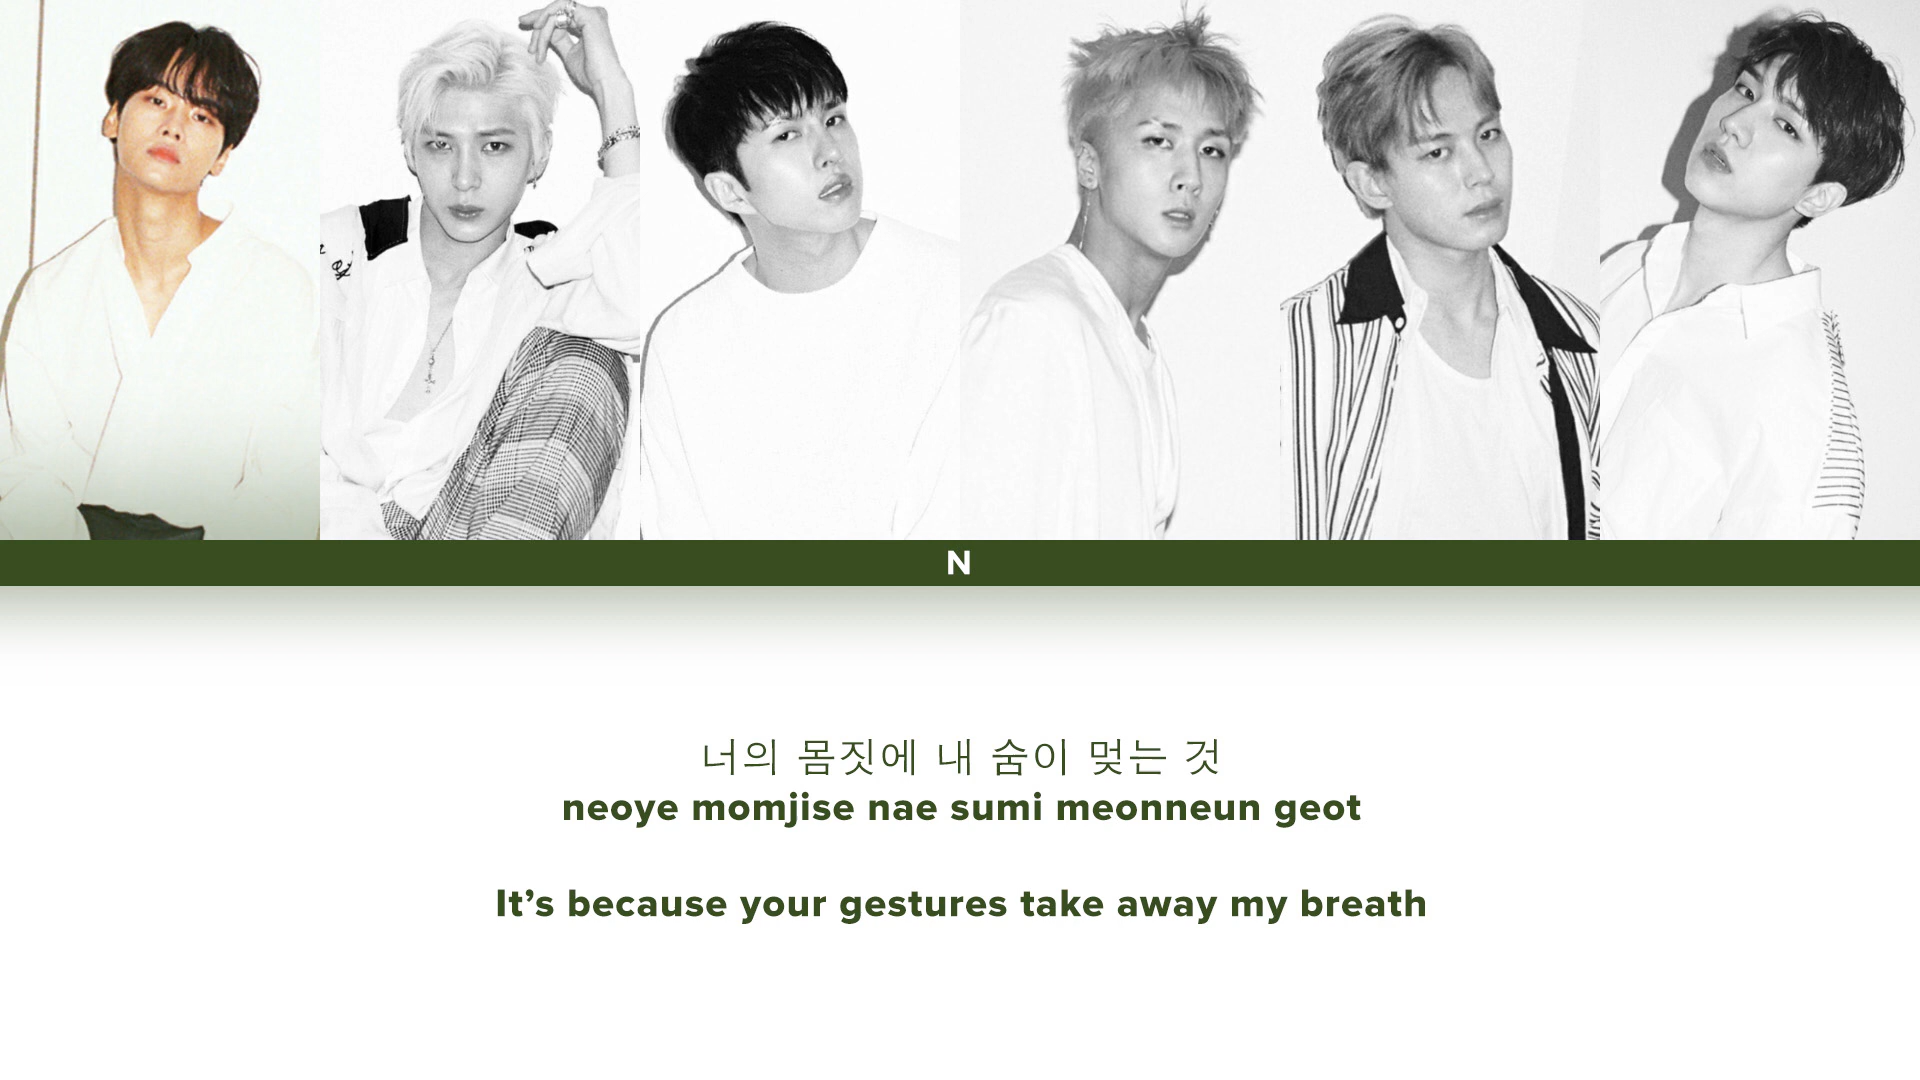 N
너의 몸짓에 내 숨이 멎는 것
neoye momjise nae sumi meonneun geot
It’s because your gestures take away my breath